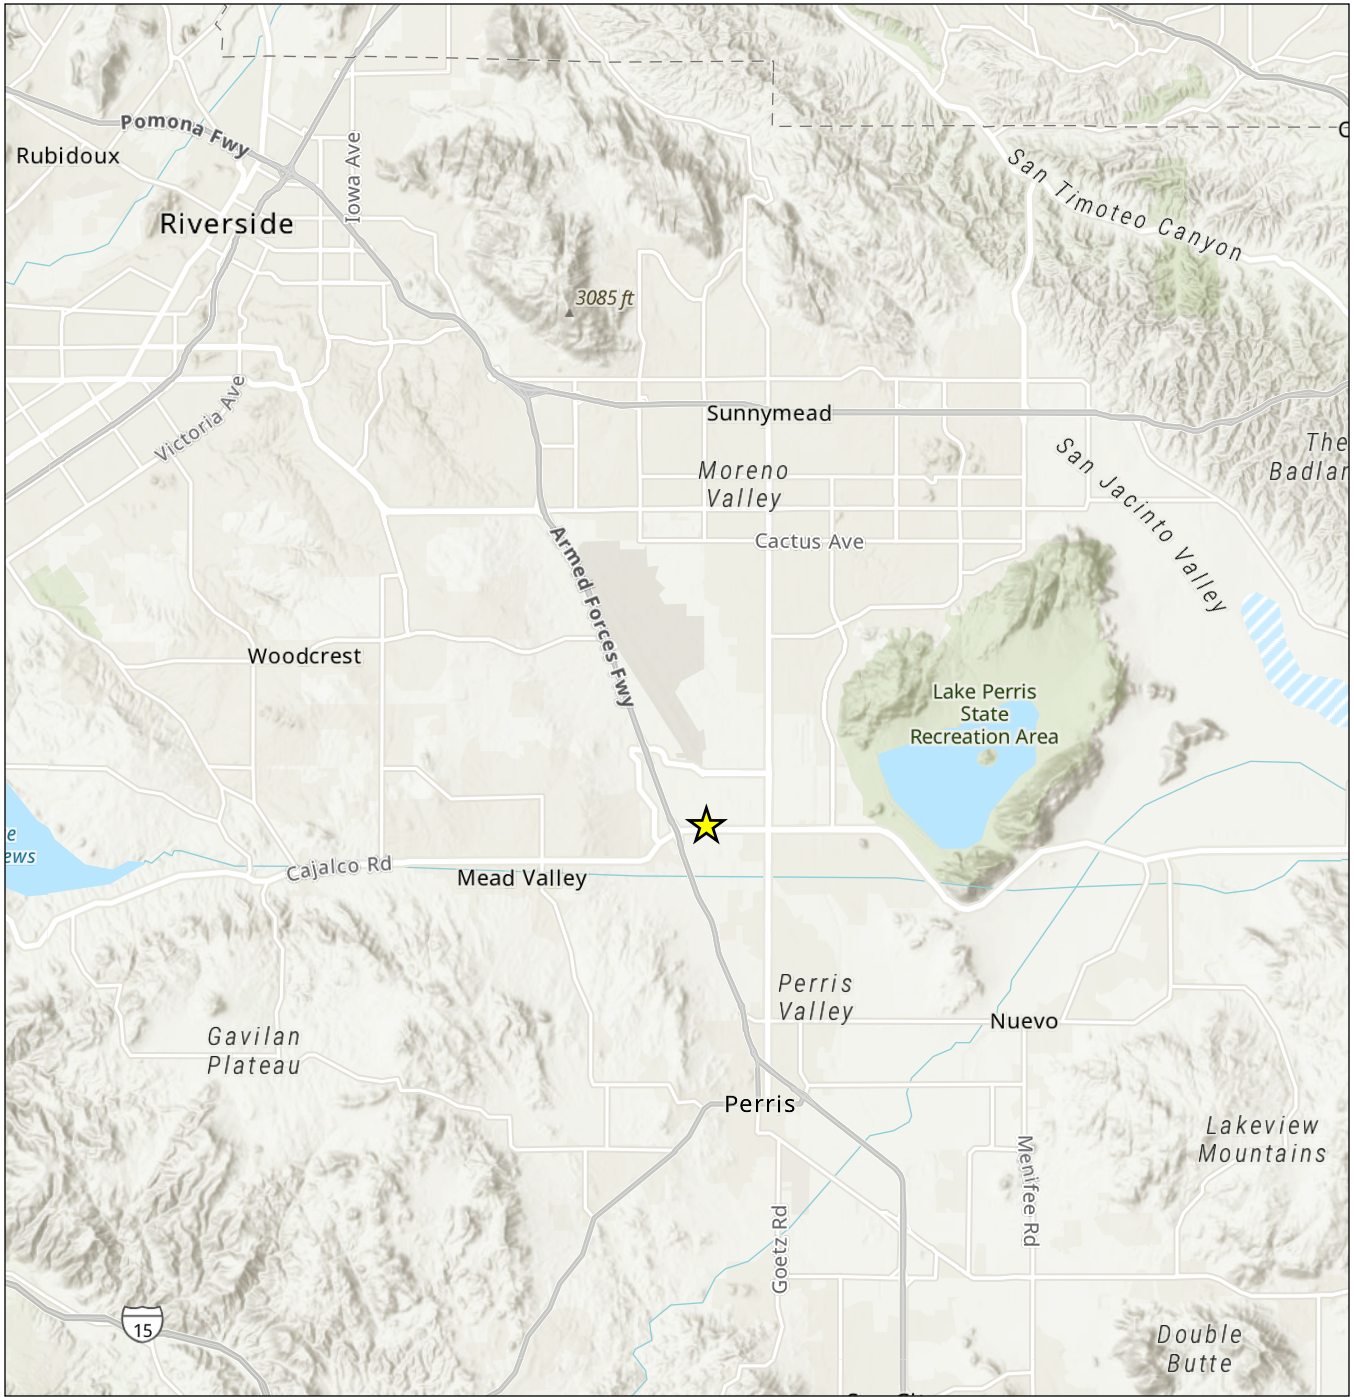 Pomona Fwy
Rubidoux
Iowa Ave
San Timoteo Canyon
Riverside
3085 ft
Victoria Ave
Sunnymead
The
Badlar
San Jacinto Valley
Moreno
Valley
Cactus Ave
Armed Forces Fwy
Woodcrest
Lake Perris
State
Recreation Area
e
ews
Cajalco Rd
Mead Valley
Perris
Valley
Nuevo
Gavilan
Plateau
Perris
Lakeview
Mountains
Menifee Rd
Goetz Rd
15
Double
Butte